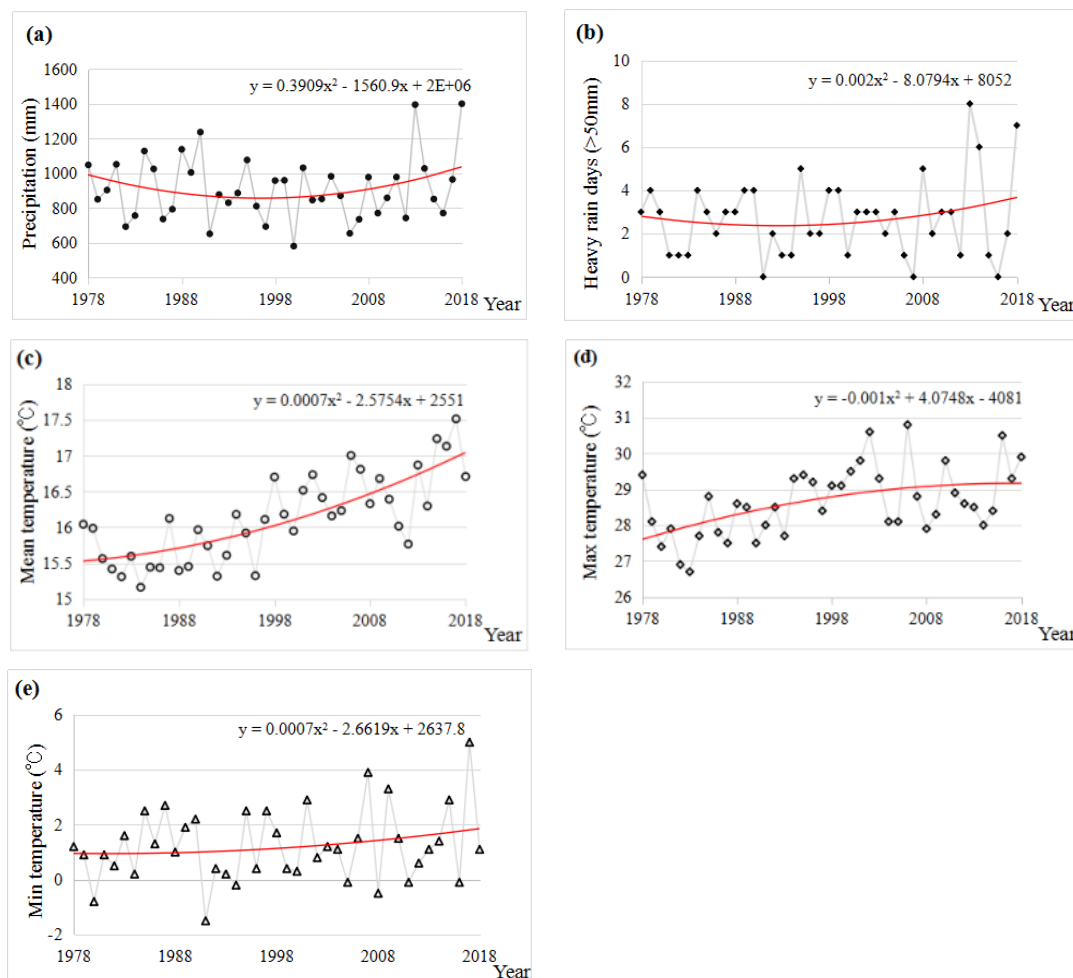 (a)
y = 0.3909x² - 1560.9x + 2E+06
Precipitation (mm)
1600
1400
1200
1000
800
600
400
1978
1988
1998
2008
2018
Year
(b)
y = 0.002x² - 8.0794x + 8052
Heavy rain days (>50mm)
10
8
6
4
2
0
1978
1988
1998
2008
2018
Year
(c)
y = 0.0007x² - 2.5754x + 2551
Mean temperature (℃)
18
17.5
17
16.5
16
15.5
15
1978
1988
1998
2008
2018
Year
(d)
y = -0.001x² + 4.0748x - 4081
Max temperature (℃)
32
31
30
29
28
27
26
1978
1988
1998
2008
2018
Year
(e)
y = 0.0007x² - 2.6619x + 2637.8
Min temperature (℃)
6
4
2
0
-2
1978
1988
1998
2008
2018
Year